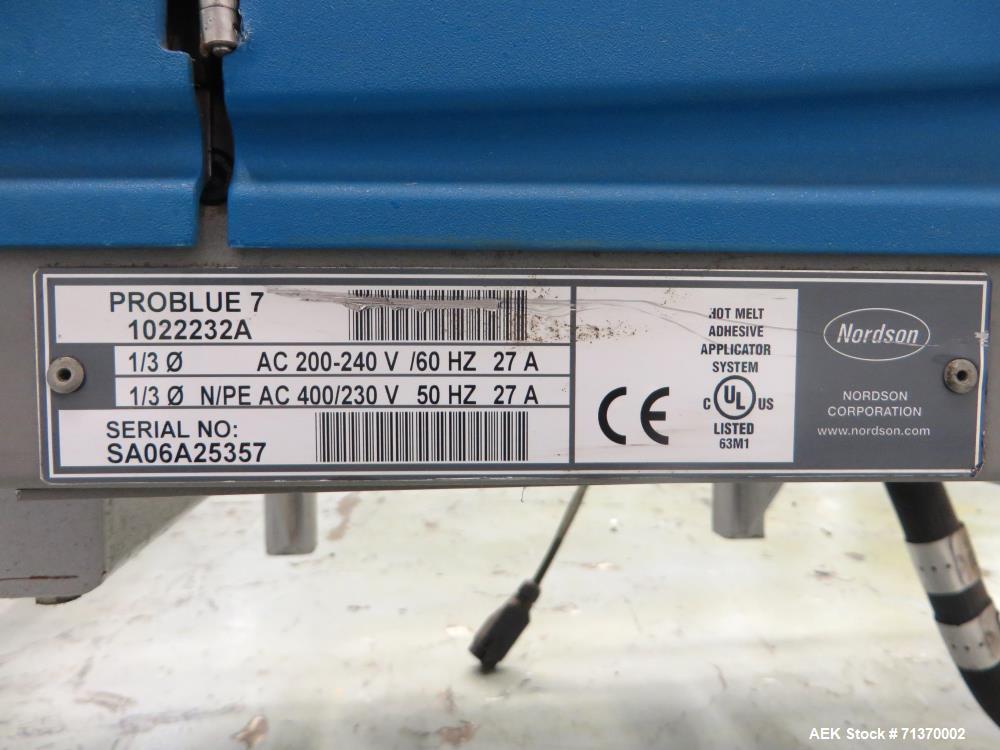 PROBLUE 7
1022232A
1/3 Ø AC 200-240 V /60 HZ 27 A
1/3 Ø N/PE AC 400/230 V 50 HZ 27 A
SERIAL NO:
SA06A25357
CE
HOT MELT
ADHESIVE
APPLICATOR
SYSTEM
C UL US
LISTED
63M1
Nordson
NORDSON
CORPORATION
www.nordson.com
AEK Stock # 71370002